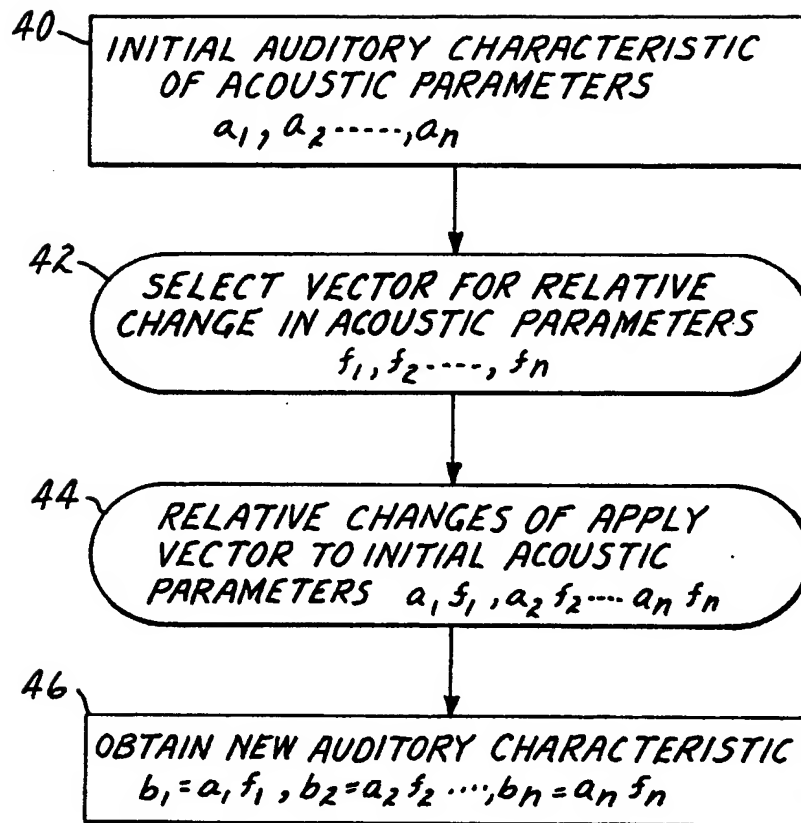 40
INITIAL AUDITORY CHARACTERISTIC
OF ACOUSTIC PARAMETERS
a₁, a₂ -----, aₙ
42
SELECT VECTOR FOR RELATIVE
CHANGE IN ACOUSTIC PARAMETERS
f₁, f₂ ----, fₙ
44
RELATIVE CHANGES OF APPLY
VECTOR TO INITIAL ACOUSTIC
PARAMETERS a₁ f₁, a₂ f₂ ---- aₙ fₙ
46
OBTAIN NEW AUDITORY CHARACTERISTIC
b₁ = a₁ f₁, b₂ = a₂ f₂ ----, bₙ = aₙ fₙ